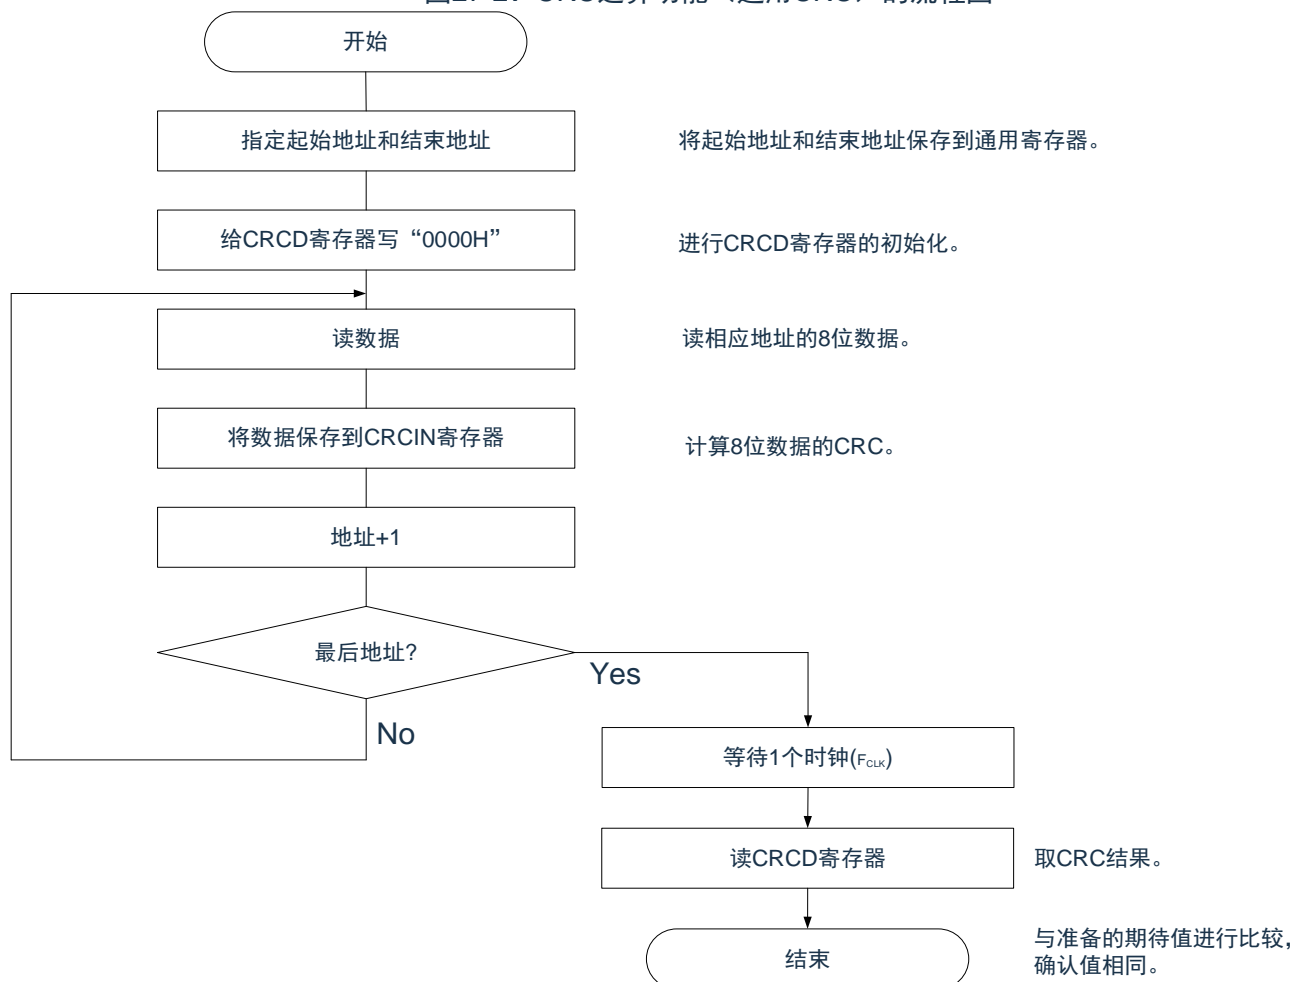 开始
指定起始地址和结束地址
将起始地址和结束地址保存到通用寄存器。
给CRCD寄存器写“0000H”
进行CRCD寄存器的初始化。
读数据
读相应地址的8位数据。
将数据保存到CRCIN寄存器
计算8位数据的CRC。
地址+1
最后地址?
Yes
No
等待1个时钟(FCLK)
读CRCD寄存器
取CRC结果。
结束
与准备的期待值进行比较，
确认值相同。